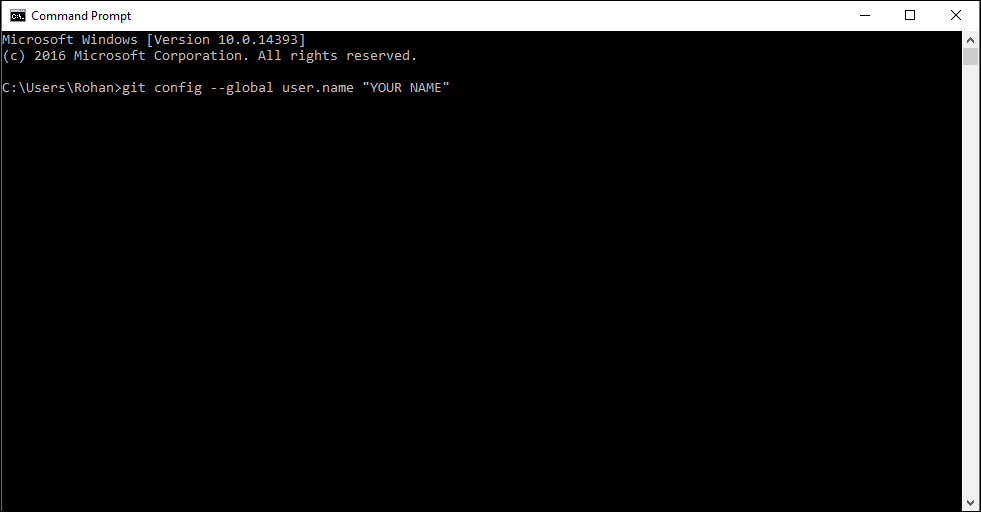 Command Prompt
Microsoft Windows [Version 10.0.14393]
(c) 2016 Microsoft Corporation. All rights reserved.
C:\Users\Rohan>git config --global user.name "YOUR NAME"